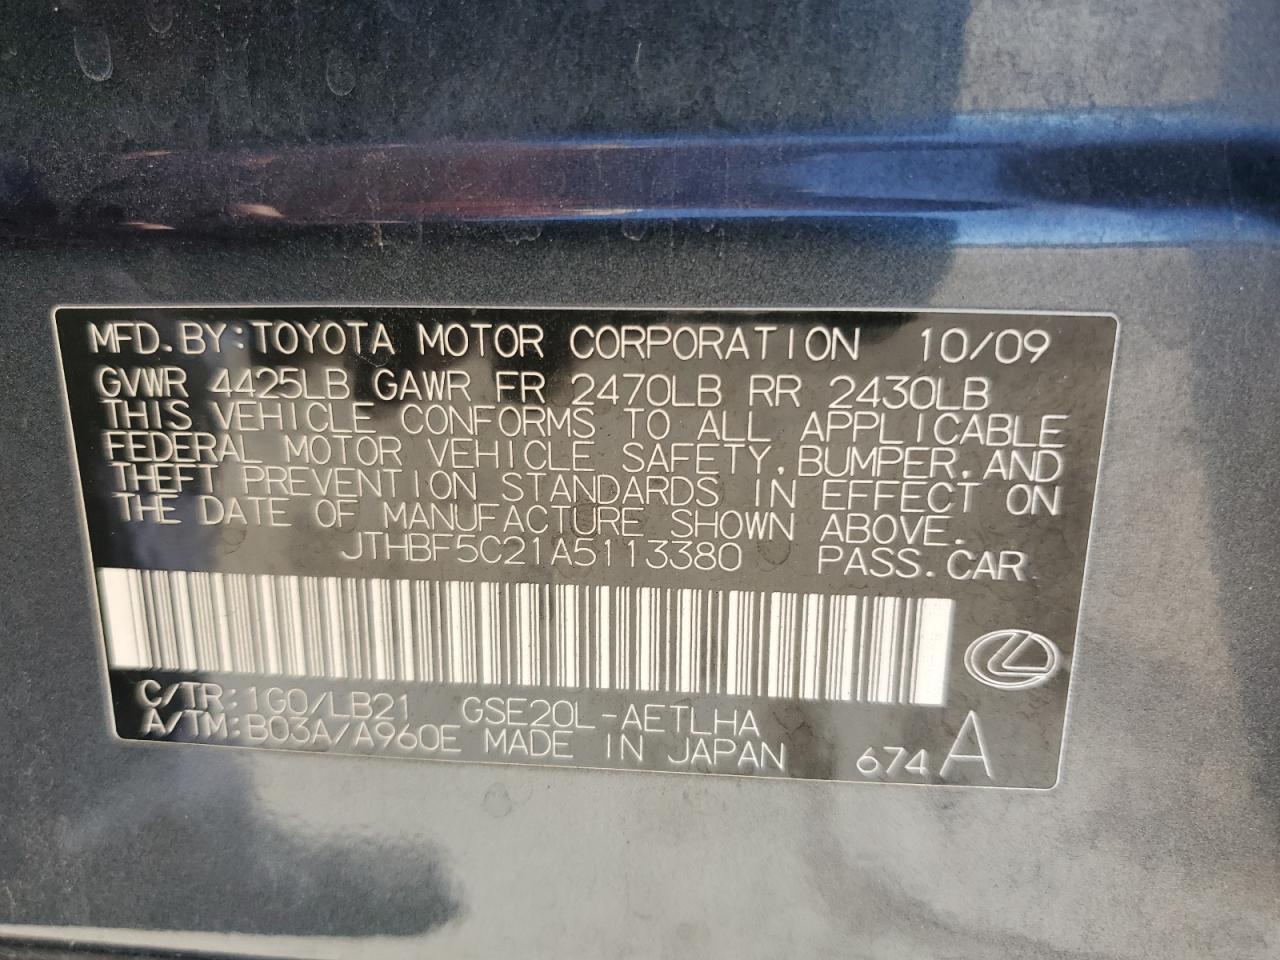 MFD. BY: TOYOTA MOTOR CORPORATION 10/09
GVWR 4425LB GAWR FR 2470LB RR 2430LB
THIS VEHICLE CONFORMS TO ALL APPLICABLE
FEDERAL MOTOR VEHICLE SAFETY, BUMPER, AND
THEFT PREVENTION STANDARDS IN EFFECT ON
THE DATE OF MANUFACTURE SHOWN ABOVE.
JTHBF5C21A5113380 PASS. CAR
C/TR: 1G0/LB21 GSE20L-AETLHA
A/TM: B03A/A960E MADE IN JAPAN 674 A